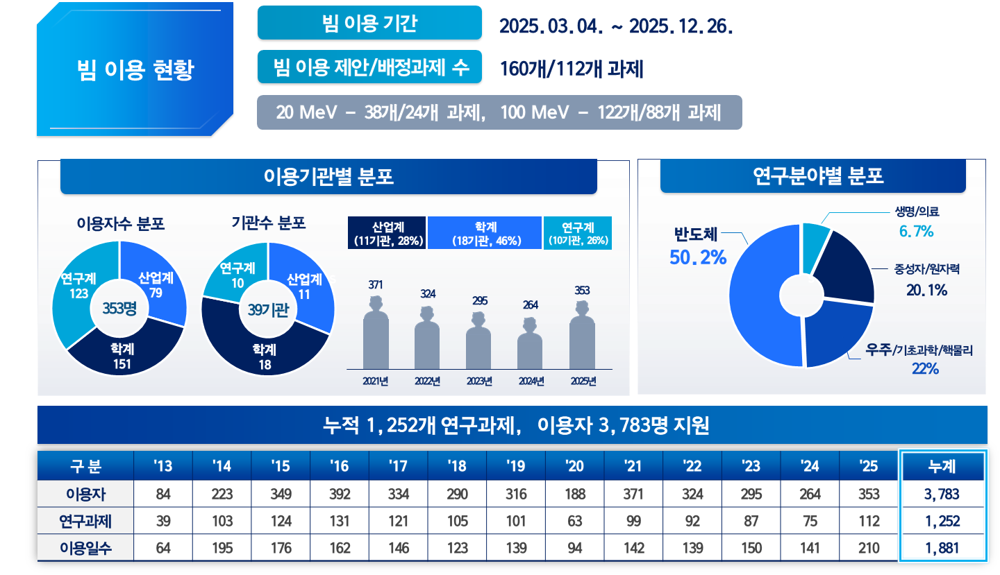 빔 이용 현황
빔 이용 기간
2025. 03. 04. ~ 2025. 12. 26.
빔 이용 제안/배정과제 수
160개/112개 과제
20 MeV - 38개/24개 과제, 100 MeV - 122개/88개 과제
이용기관별 분포
이용자수 분포
연구계
123
산업계
79
353명
학계
151
기관수 분포
연구계
10
산업계
11
39기관
학계
18
산업계
(11기관, 28%)
학계
(18기관, 46%)
연구계
(10기관, 26%)
371
324
295
264
353
2021년 2022년 2023년 2024년 2025년
연구분야별 분포
생명/의료
6.7%
반도체
50.2%
중성자/원자력
20.1%
우주/기초과학/핵물리
22%
누적 1,252개 연구과제, 이용자 3,783명 지원
구 분 '13 '14 '15 '16 '17 '18 '19 '20 '21 '22 '23 '24 '25 누계
이용자 84 223 349 392 334 290 316 188 371 324 295 264 353 3,783
연구과제 39 103 124 131 121 105 101 63 99 92 87 75 112 1,252
이용일수 64 195 176 162 146 123 139 94 142 139 150 141 210 1,881